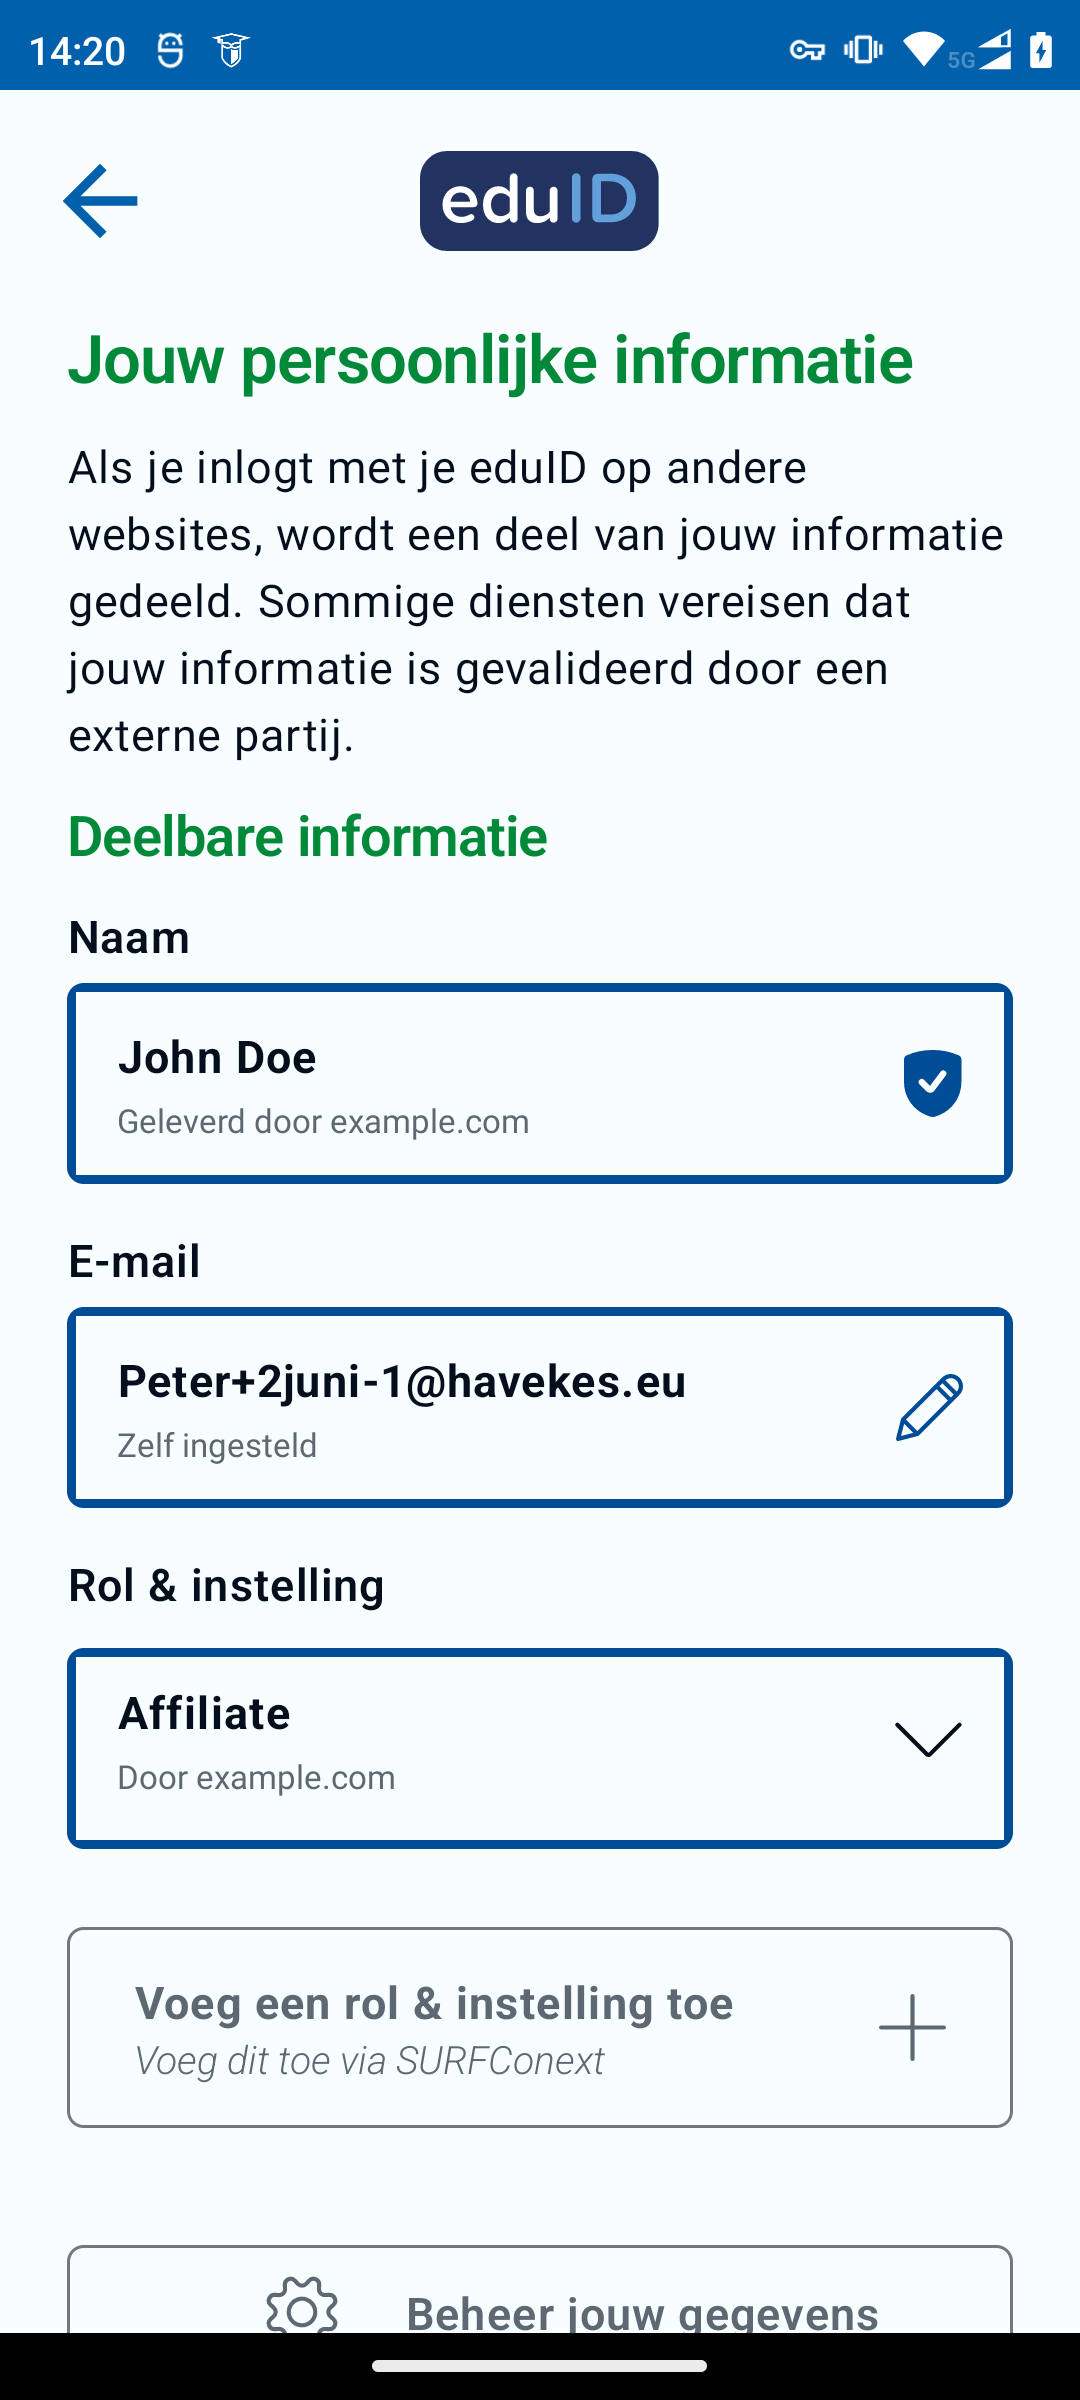 14:20
5G
eduID
Jouw persoonlijke informatie
Als je inlogt met je eduID op andere
websites, wordt een deel van jouw informatie
gedeeld. Sommige diensten vereisen dat
jouw informatie is gevalideerd door een
externe partij.
Deelbare informatie
Naam
John Doe
Geleverd door example.com
E-mail
Peter+2juni-1@havekes.eu
Zelf ingesteld
Rol & instelling
Affiliate
Door example.com
Voeg een rol & instelling toe
Voeg dit toe via SURFConext
Beheer jouw gegevens